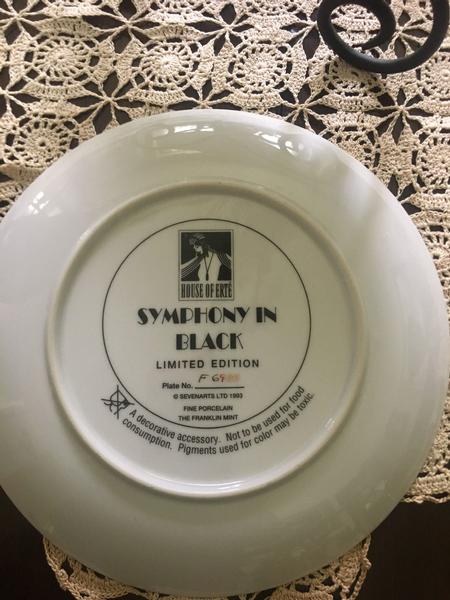 HOUSE OF ERTÉ
SYMPHONY IN
BLACK
LIMITED EDITION
Plate No.
© SEVENARTS LTD 1993
FINE PORCELAIN
THE FRANKLIN MINT
A decorative accessory. Not to be used for food
consumption. Pigments used for color may be toxic.